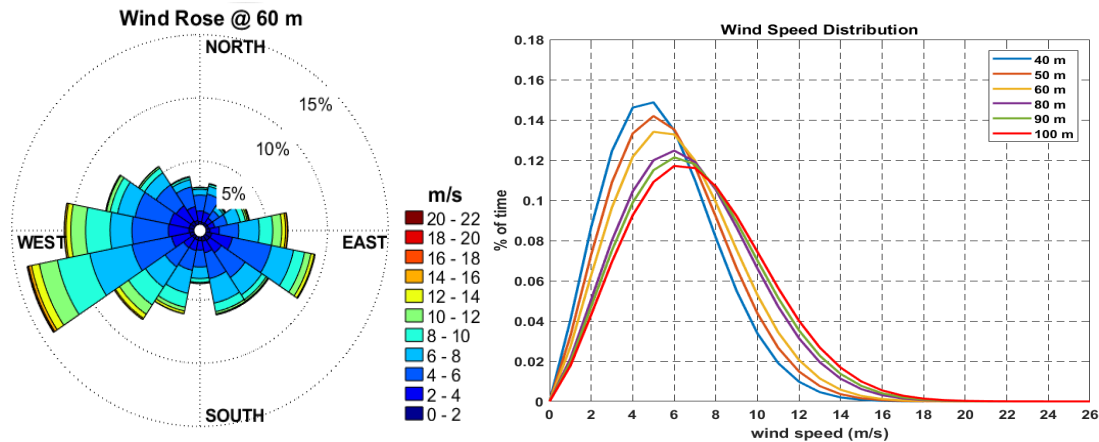 Wind Rose @ 60 m
NORTH
15%
10%
5%
WEST
EAST
SOUTH
m/s
20 - 22
18 - 20
16 - 18
14 - 16
12 - 14
10 - 12
8 - 10
6 - 8
4 - 6
2 - 4
0 - 2
Wind Speed Distribution
% of time
0.18
0.16
0.14
0.12
0.1
0.08
0.06
0.04
0.02
0
0 2 4 6 8 10 12 14 16 18 20 22 24 26
wind speed (m/s)
40 m
50 m
60 m
80 m
90 m
100 m